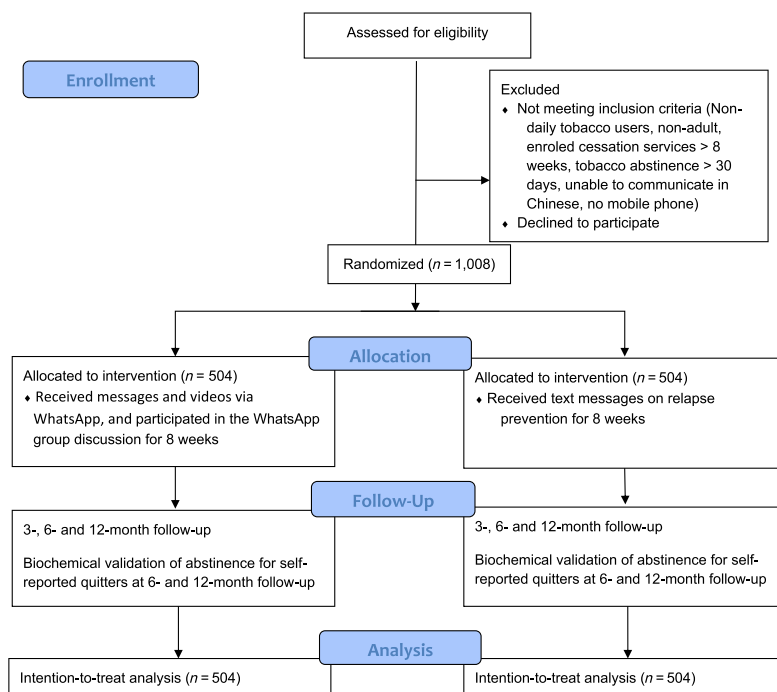 Assessed for eligibility
Enrollment
Excluded
♦ Not meeting inclusion criteria (Non-
daily tobacco users, non-adult,
enroled cessation services > 8
weeks, tobacco abstinence > 30
days, unable to communicate in
Chinese, no mobile phone)
♦ Declined to participate
Randomized (n = 1,008)
Allocation
Allocated to intervention (n = 504)
♦ Received messages and videos via
WhatsApp, and participated in the WhatsApp
group discussion for 8 weeks
Allocated to intervention (n = 504)
♦ Received text messages on relapse
prevention for 8 weeks
Follow-Up
3-, 6- and 12-month follow-up
Biochemical validation of abstinence for self-
reported quitters at 6- and 12-month follow-up
3-, 6- and 12-month follow-up
Biochemical validation of abstinence for self-
reported quitters at 6- and 12-month follow-up
Analysis
Intention-to-treat analysis (n = 504)
Intention-to-treat analysis (n = 504)